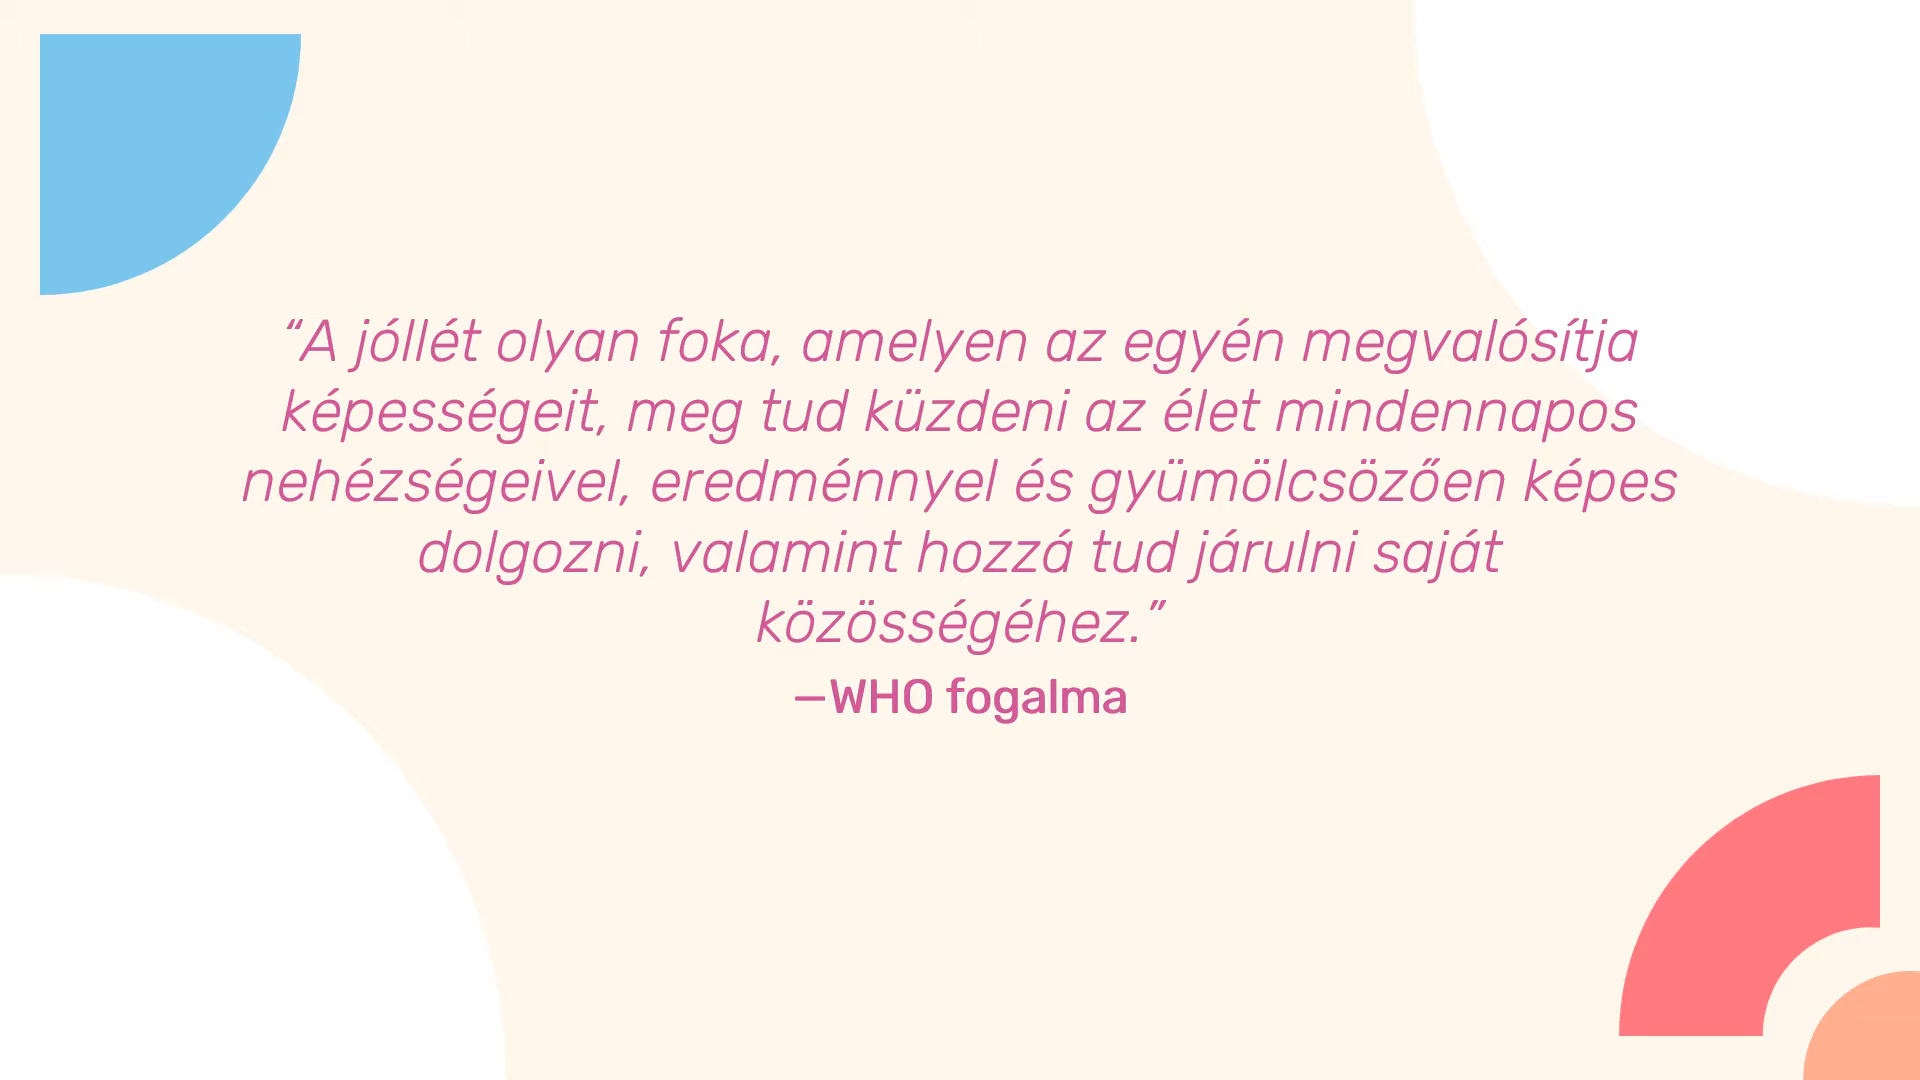 “A jóllét olyan foka, amelyen az egyén megvalósítja
képességeit, meg tud küzdeni az élet mindennapos
nehézségeivel, eredménnyel és gyümölcsözően képes
dolgozni, valamint hozzá tud járulni saját
közösségéhez.”
—WHO fogalma